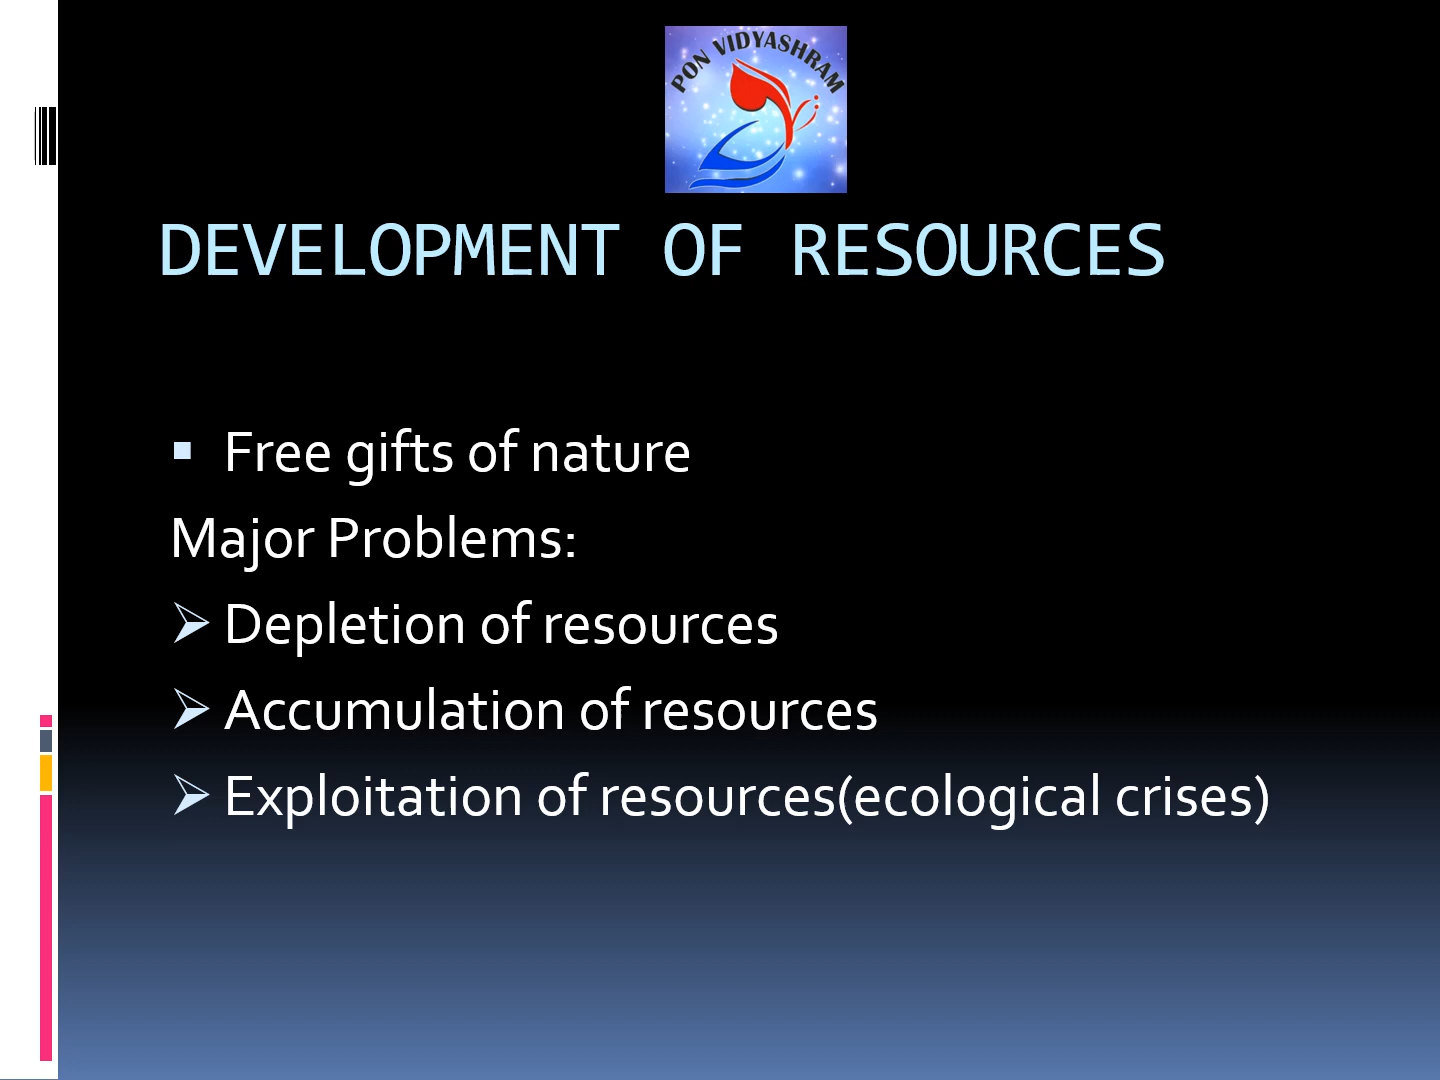 PON VIDYASHRAM
DEVELOPMENT OF RESOURCES
▪ Free gifts of nature
Major Problems:
➢ Depletion of resources
➢ Accumulation of resources
➢ Exploitation of resources(ecological crises)